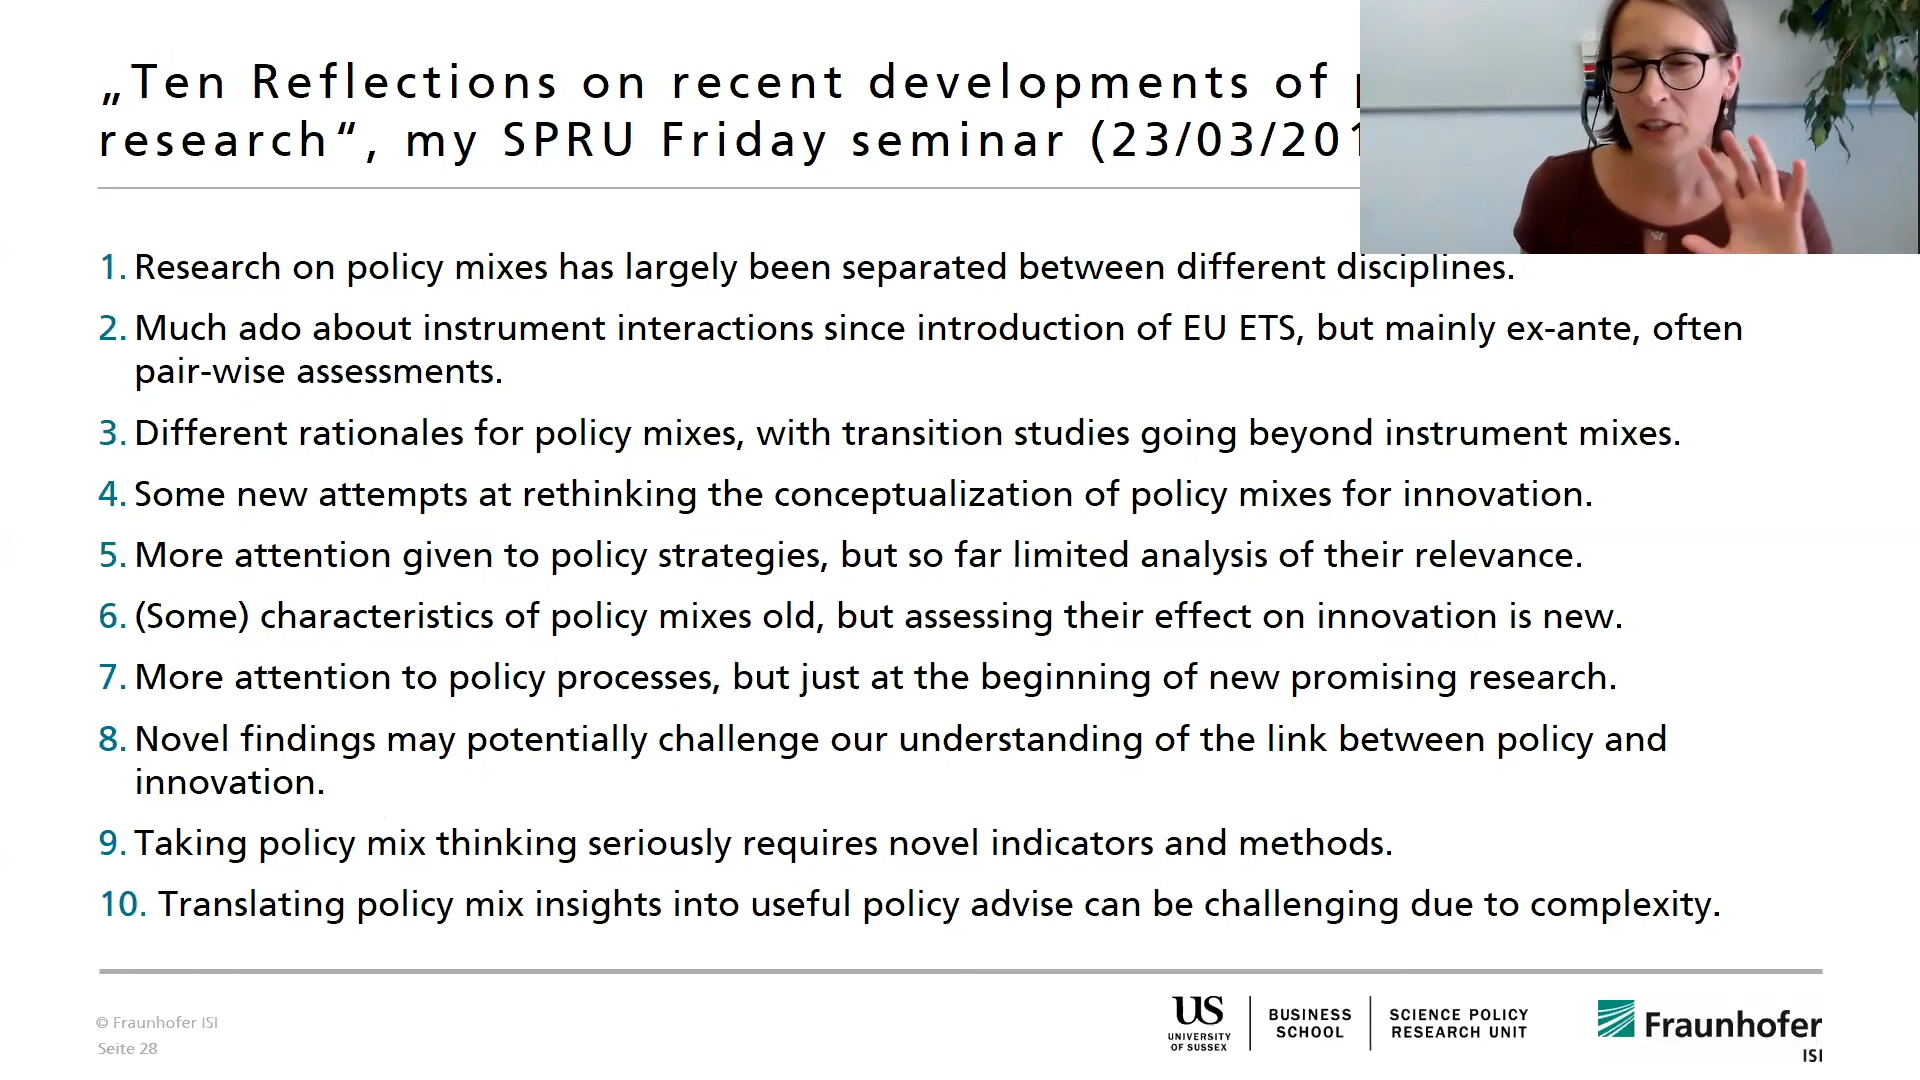 „Ten Reflections on recent developments of
research“, my SPRU Friday seminar (23/03/201
1. Research on policy mixes has largely been separated between different disciplines.
2. Much ado about instrument interactions since introduction of EU ETS, but mainly ex-ante, often
pair-wise assessments.
3. Different rationales for policy mixes, with transition studies going beyond instrument mixes.
4. Some new attempts at rethinking the conceptualization of policy mixes for innovation.
5. More attention given to policy strategies, but so far limited analysis of their relevance.
6. (Some) characteristics of policy mixes old, but assessing their effect on innovation is new.
7. More attention to policy processes, but just at the beginning of new promising research.
8. Novel findings may potentially challenge our understanding of the link between policy and
innovation.
9. Taking policy mix thinking seriously requires novel indicators and methods.
10. Translating policy mix insights into useful policy advise can be challenging due to complexity.
© Fraunhofer ISI
Seite 28
US
UNIVERSITY
OF SUSSEX
BUSINESS
SCHOOL
SCIENCE POLICY
RESEARCH UNIT
Fraunhofer
ISI